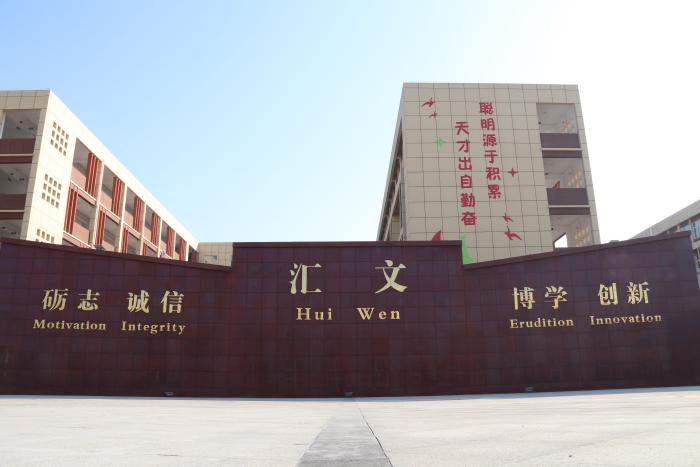 聪明源于积累
天才出自勤奋
汇 文
Hui Wen
砺志 诚信
Motivation Integrity
博学 创新
Erudition Innovation